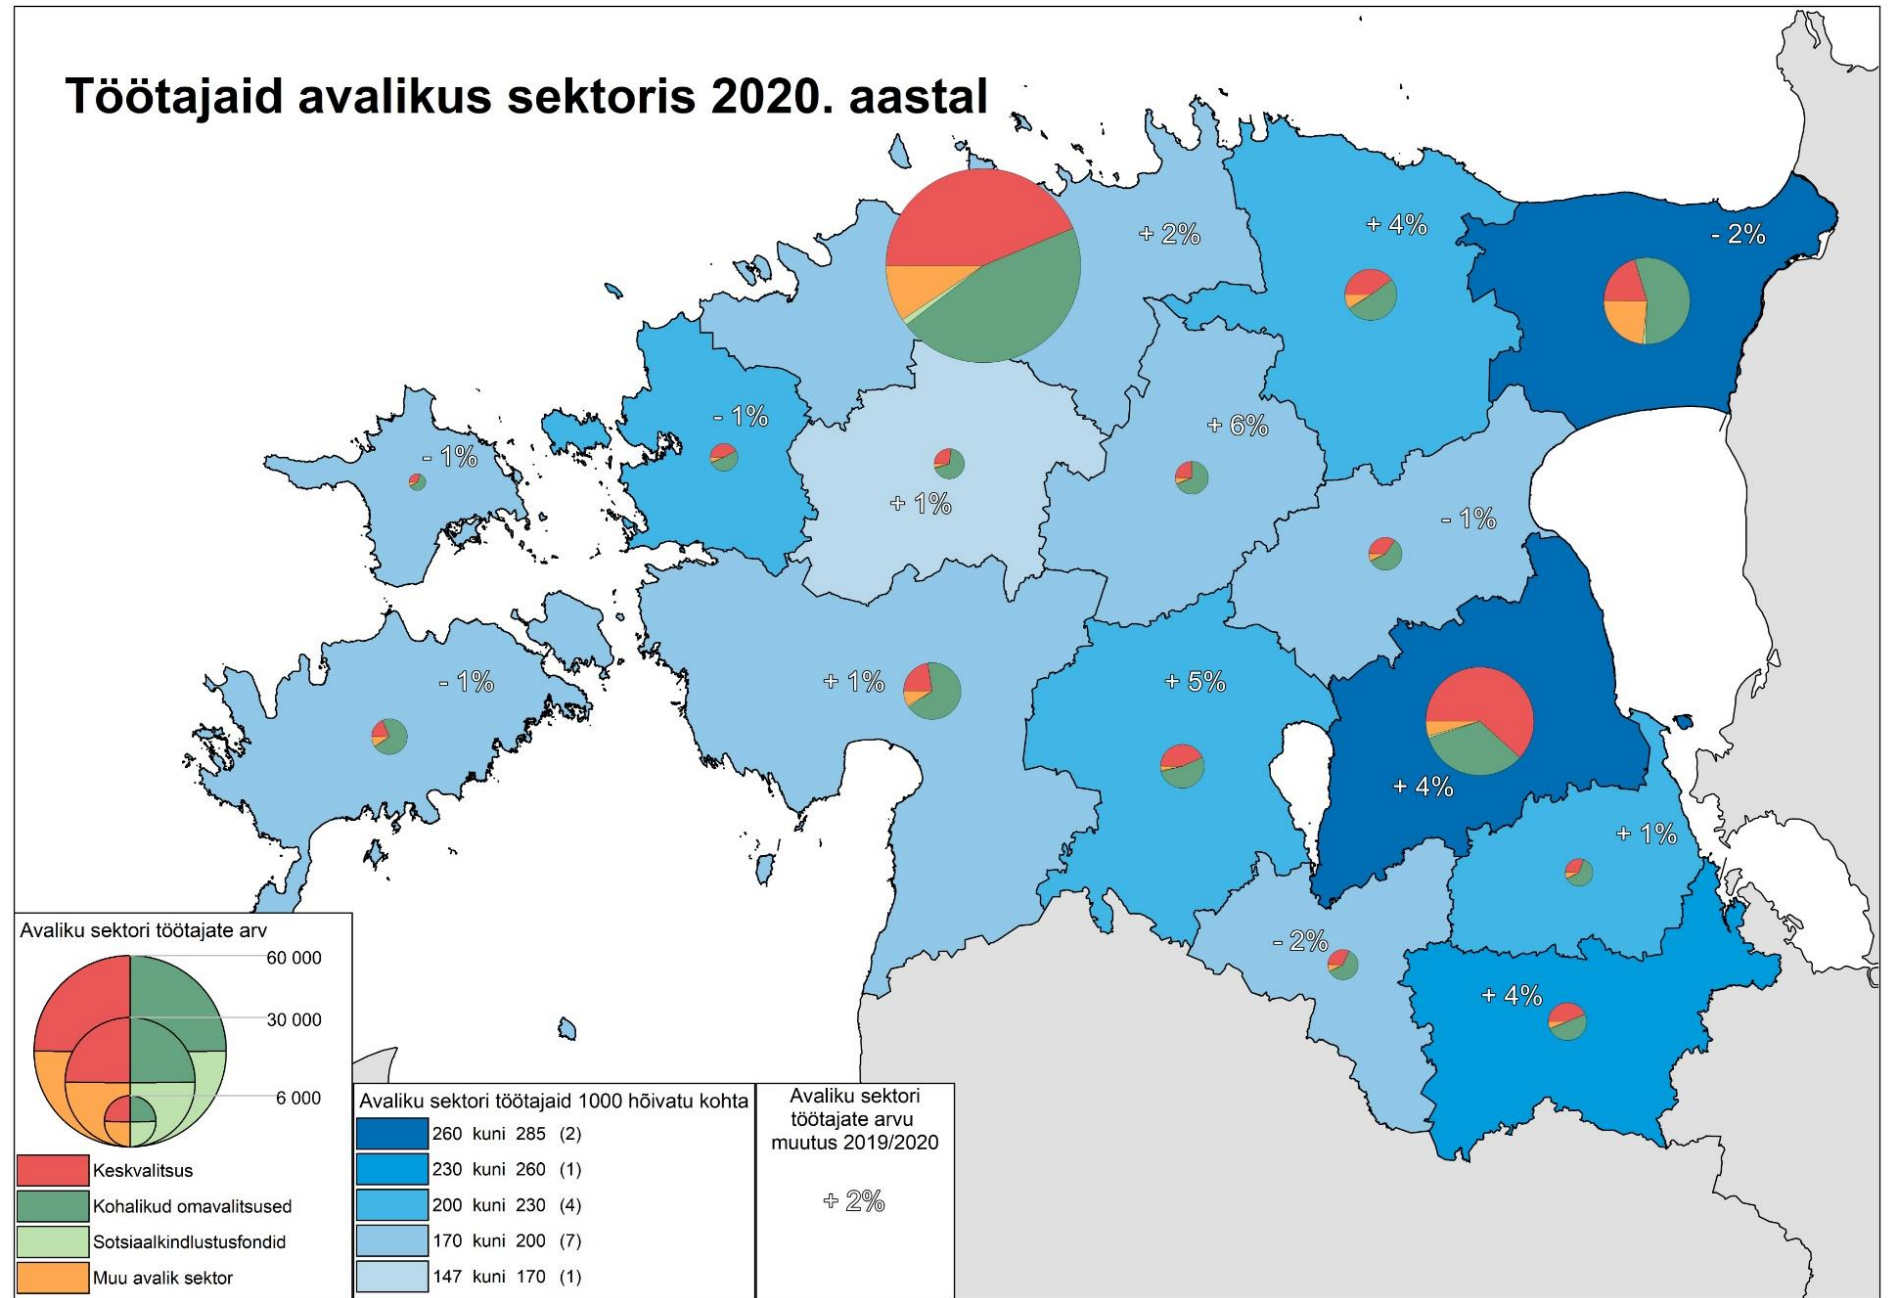 Töötajaid avalikus sektoris 2020. aastal
+ 2%
+ 4%
- 2%
- 1%
- 1%
+ 1%
+ 6%
- 1%
- 1%
+ 1%
+ 5%
+ 4%
+ 1%
- 2%
+ 4%
Avaliku sektori töötajate arv
60 000
30 000
6 000
Keskvalitsus
Kohalikud omavalitsused
Sotsiaalkindlustusfondid
Muu avalik sektor
Avaliku sektori töötajaid 1000 hõivatu kohta
260 kuni 285 (2)
230 kuni 260 (1)
200 kuni 230 (4)
170 kuni 200 (7)
147 kuni 170 (1)
Avaliku sektori
töötajate arvu
muutus 2019/2020
+ 2%